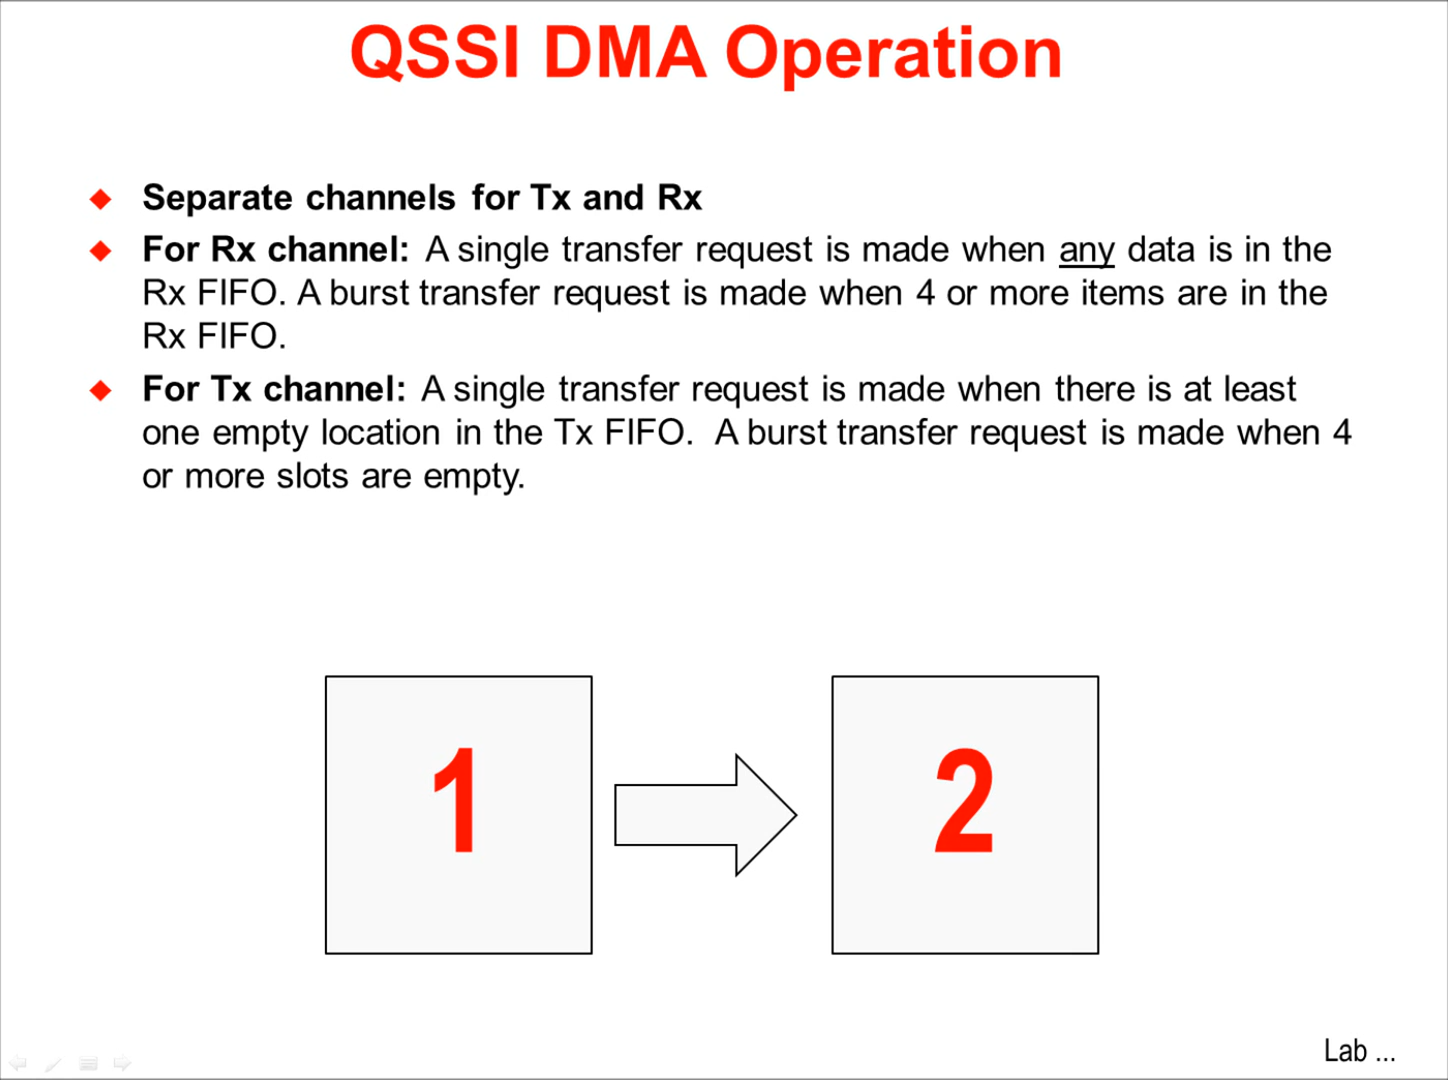 QSSI DMA Operation
Separate channels for Tx and Rx
For Rx channel: A single transfer request is made when any data is in the
Rx FIFO. A burst transfer request is made when 4 or more items are in the
Rx FIFO.
For Tx channel: A single transfer request is made when there is at least
one empty location in the Tx FIFO. A burst transfer request is made when 4
or more slots are empty.
1
2
Lab ...